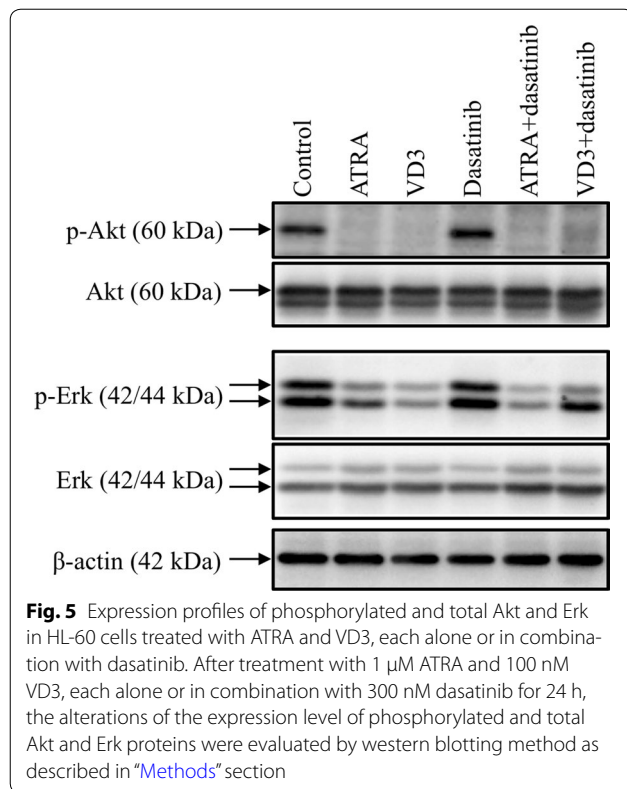 Control
ATRA
VD3
Dasatinib
ATRA+dasatinib
VD3+dasatinib
p-Akt (60 kDa)
Akt (60 kDa)
p-Erk (42/44 kDa)
Erk (42/44 kDa)
β-actin (42 kDa)
Fig. 5 Expression profiles of phosphorylated and total Akt and Erk
in HL-60 cells treated with ATRA and VD3, each alone or in combina-
tion with dasatinib. After treatment with 1 μM ATRA and 100 nM
VD3, each alone or in combination with 300 nM dasatinib for 24 h,
the alterations of the expression level of phosphorylated and total
Akt and Erk proteins were evaluated by western blotting method as
described in “Methods” section